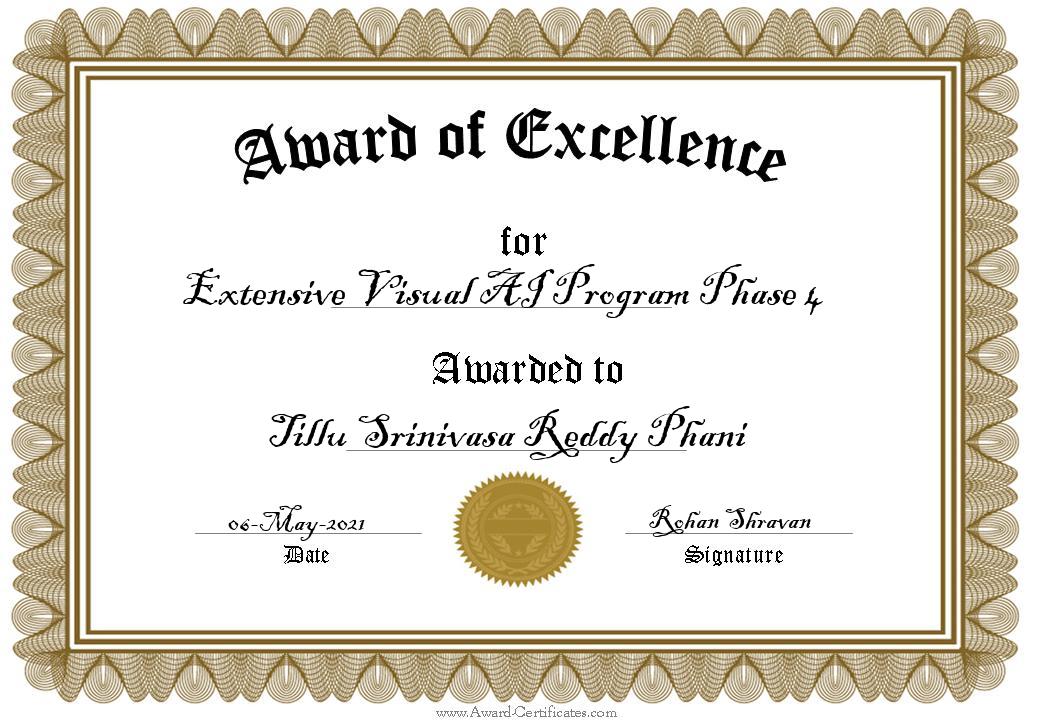 Award of Excellence
for
Extensive Visual AI Program Phase 4
Awarded to
Tillu Srinivasa Reddy Phani
06-May-2021
Rohan Shravan
Date
Signature
www.Award-Certificates.com